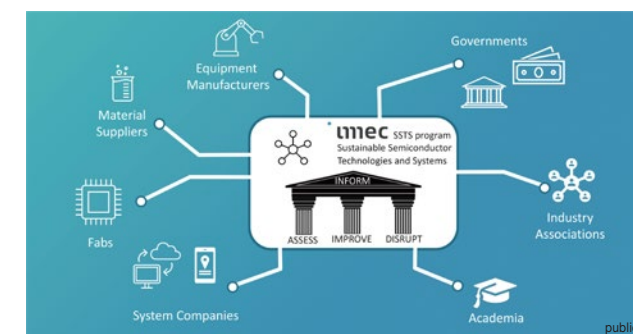 Governments
Equipment
Manufacturers
Material
Suppliers
imec SSTS program
Sustainable Semiconductor
Technologies and Systems
INFORM
ASSESS IMPROVE DISRUPT
Fabs
Industry
Associations
System Companies
Academia